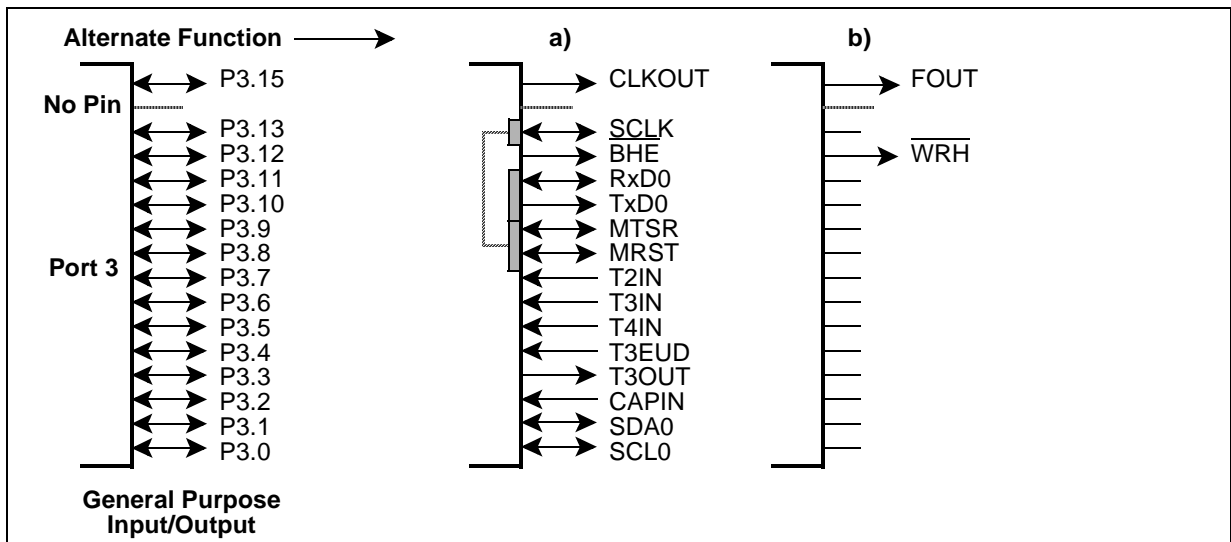 Alternate Function a) b)
P3.15 CLKOUT FOUT
No Pin
P3.13 SCLK
P3.12 BHE WRH
P3.11 RxD0
P3.10 TxD0
P3.9 MTSR
P3.8 MRST
Port 3
P3.7 T2IN
P3.6 T3IN
P3.5 T4IN
P3.4 T3EUD
P3.3 T3OUT
P3.2 CAPIN
P3.1 SDA0
P3.0 SCL0
General Purpose
Input/Output